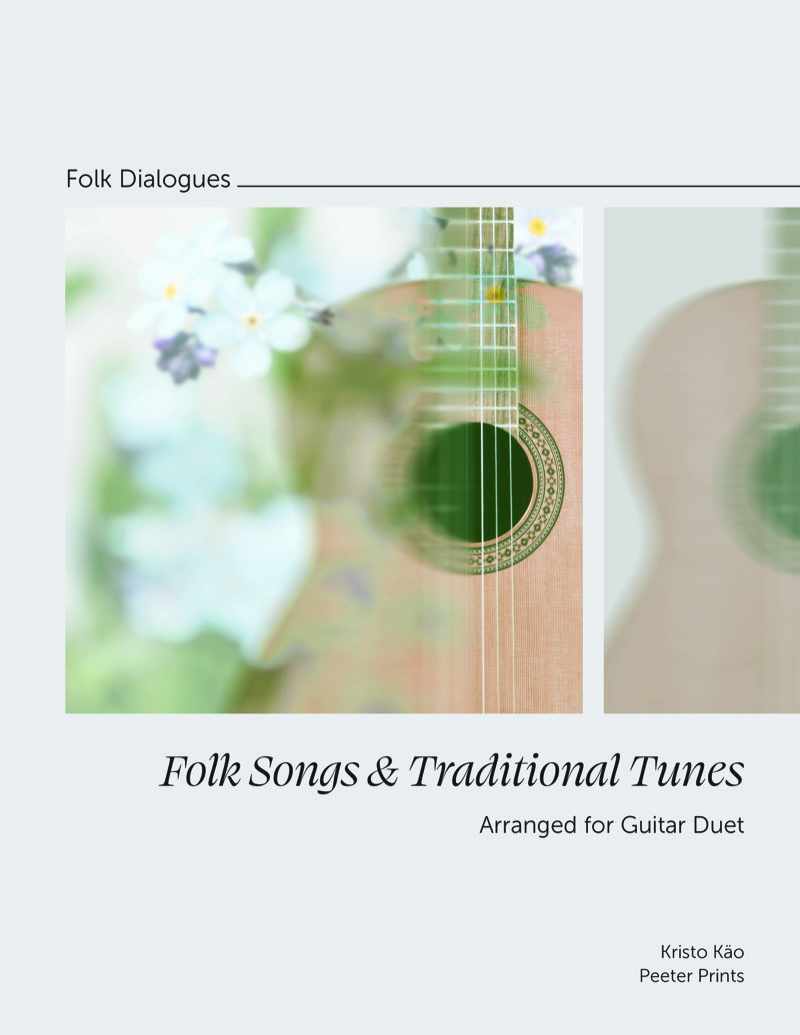 Folk Dialogues
Folk Songs & Traditional Tunes
Arranged for Guitar Duet
Kristo Käo
Peeter Prints